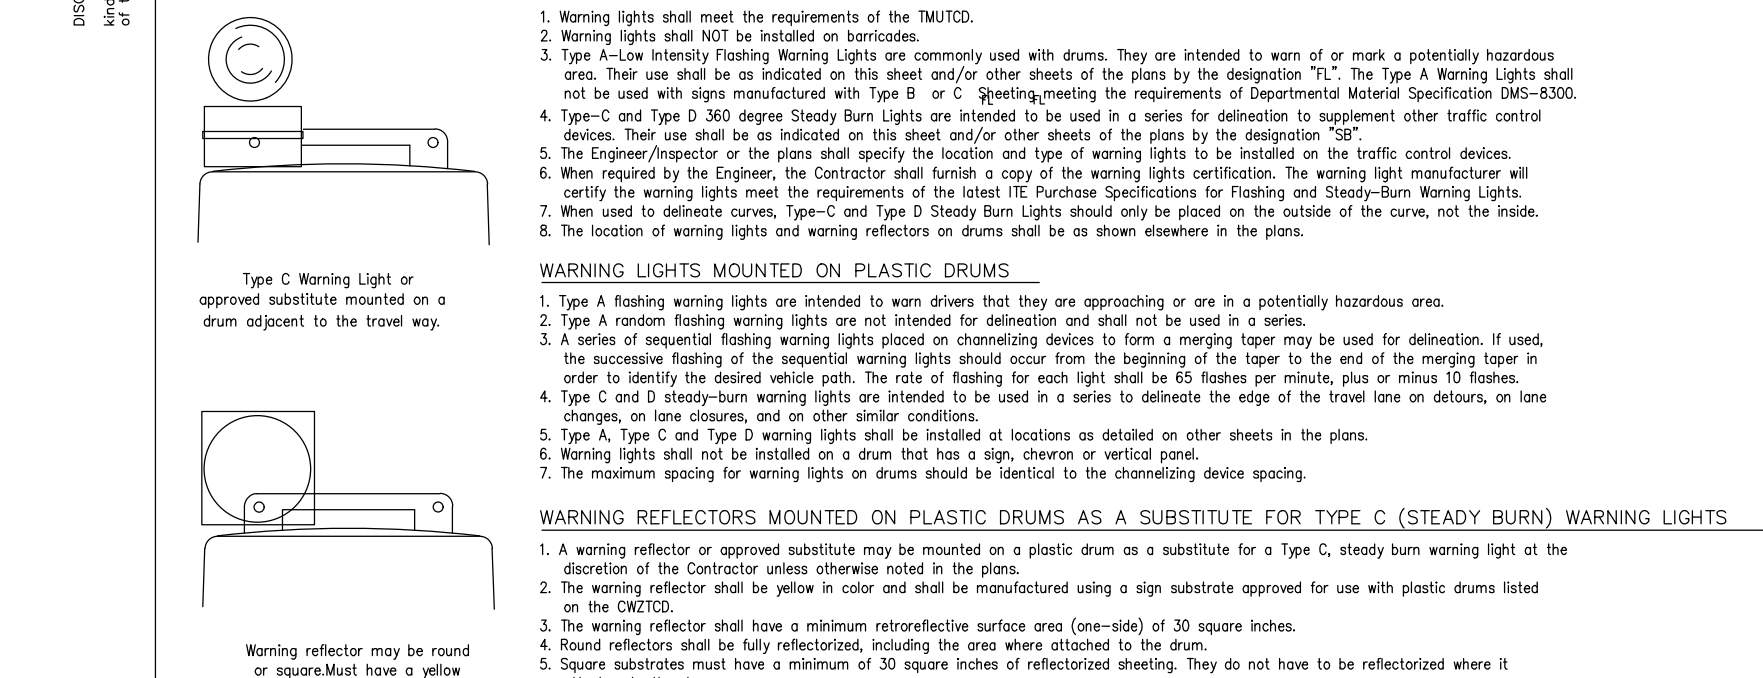 DISC
kind
of t
1. Warning lights shall meet the requirements of the TMUTCD.
2. Warning lights shall NOT be installed on barricades.
3. Type A-Low Intensity Flashing Warning Lights are commonly used with drums. They are intended to warn of or mark a potentially hazardous
area. Their use shall be as indicated on this sheet and/or other sheets of the plans by the designation "FL". The Type A Warning Lights shall
not be used with signs manufactured with Type B or C Sheeting meeting the requirements of Departmental Material Specification DMS-8300.
FL FL
4. Type-C and Type D 360 degree Steady Burn Lights are intended to be used in a series for delineation to supplement other traffic control
devices. Their use shall be as indicated on this sheet and/or other sheets of the plans by the designation "SB".
5. The Engineer/Inspector or the plans shall specify the location and type of warning lights to be installed on the traffic control devices.
6. When required by the Engineer, the Contractor shall furnish a copy of the warning lights certification. The warning light manufacturer will
certify the warning lights meet the requirements of the latest ITE Purchase Specifications for Flashing and Steady-Burn Warning Lights.
7. When used to delineate curves, Type-C and Type D Steady Burn Lights should only be placed on the outside of the curve, not the inside.
8. The location of warning lights and warning reflectors on drums shall be as shown elsewhere in the plans.
Type C Warning Light or
approved substitute mounted on a
drum adjacent to the travel way.
WARNING LIGHTS MOUNTED ON PLASTIC DRUMS
1. Type A flashing warning lights are intended to warn drivers that they are approaching or are in a potentially hazardous area.
2. Type A random flashing warning lights are not intended for delineation and shall not be used in a series.
3. A series of sequential flashing warning lights placed on channelizing devices to form a merging taper may be used for delineation. If used,
the successive flashing of the sequential warning lights should occur from the beginning of the taper to the end of the merging taper in
order to identify the desired vehicle path. The rate of flashing for each light shall be 65 flashes per minute, plus or minus 10 flashes.
4. Type C and D steady-burn warning lights are intended to be used in a series to delineate the edge of the travel lane on detours, on lane
changes, on lane closures, and on other similar conditions.
5. Type A, Type C and Type D warning lights shall be installed at locations as detailed on other sheets in the plans.
6. Warning lights shall not be installed on a drum that has a sign, chevron or vertical panel.
7. The maximum spacing for warning lights on drums should be identical to the channelizing device spacing.
WARNING REFLECTORS MOUNTED ON PLASTIC DRUMS AS A SUBSTITUTE FOR TYPE C (STEADY BURN) WARNING LIGHTS
1. A warning reflector or approved substitute may be mounted on a plastic drum as a substitute for a Type C, steady burn warning light at the
discretion of the Contractor unless otherwise noted in the plans.
2. The warning reflector shall be yellow in color and shall be manufactured using a sign substrate approved for use with plastic drums listed
on the CWZTCD.
3. The warning reflector shall have a minimum retroreflective surface area (one-side) of 30 square inches.
4. Round reflectors shall be fully reflectorized, including the area where attached to the drum.
5. Square substrates must have a minimum of 30 square inches of reflectorized sheeting. They do not have to be reflectorized where it
Warning reflector may be round
or square.Must have a yellow